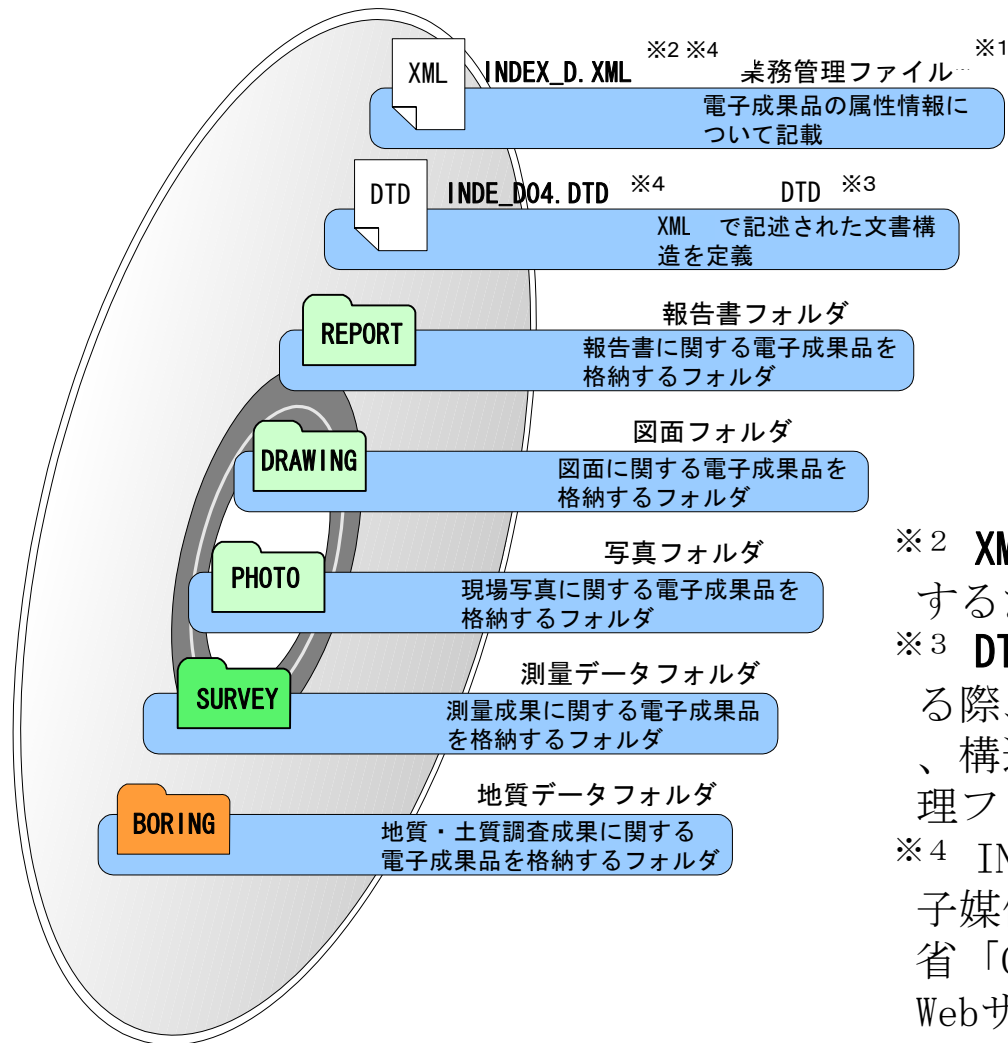 ※2 ※4 ※1
XML INDEX_D.XML 業務管理ファイル
電子成果品の属性情報に
ついて記載
DTD INDE_D04.DTD ※4 DTD ※3
XML で記述された文書構
造を定義
報告書フォルダ
REPORT
報告書に関する電子成果品を
格納するフォルダ
図面フォルダ
DRAWING
図面に関する電子成果品を
格納するフォルダ
写真フォルダ
PHOTO
現場写真に関する電子成果品を
格納するフォルダ
測量データフォルダ
SURVEY
測量成果に関する電子成果品
を格納するフォルダ
地質データフォルダ
BORING
地質・土質調査成果に関する
電子成果品を格納するフォルダ
※2 XM
する
※3 DT
る際
、構
理フ
※4 IN
子媒
省「
Webサ